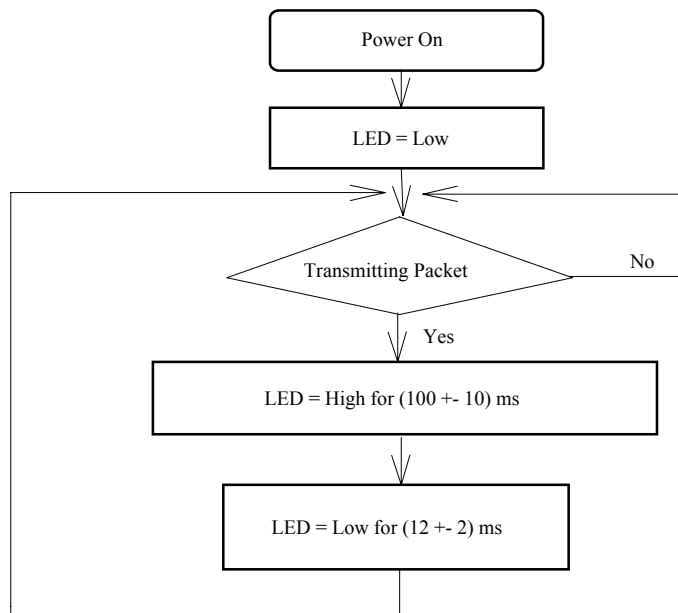 Power On
LED = Low
Transmitting Packet
No
Yes
LED = High for (100 +- 10) ms
LED = Low for (12 +- 2) ms